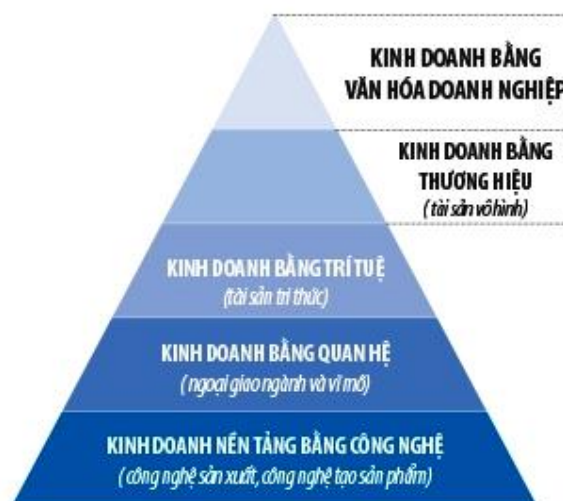 KINH DOANH BẰNG
VĂN HÓA DOANH NGHIỆP
KINH DOANH BẰNG
THƯƠNG HIỆU
(tài sản vô hình)
KINH DOANH BẰNG TRÍ TUỆ
(tài sản tri thức)
KINH DOANH BẰNG QUAN HỆ
(ngoại giao ngành và vĩ mô)
KINH DOANH NỀN TẢNG BẰNG CÔNG NGHỆ
(công nghệ sản xuất, công nghệ tạo sản phẩm)